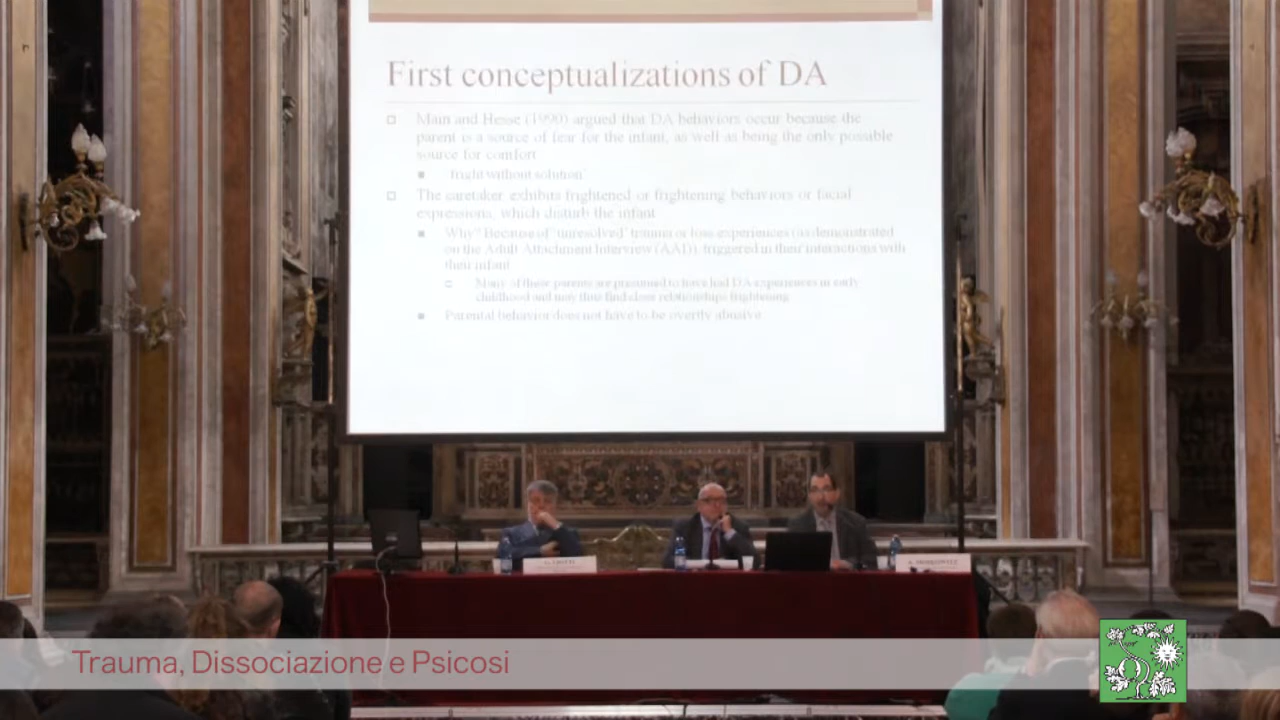 First conceptualizations of DA
Main and Hesse (1990) argued that DA behaviors occur because the
parent is a source of fear for the infant, as well as being the only possible
source for comfort
fright without solution
The caretaker exhibits frightened or frightening behaviors or facial
expressions, which disturb the infant
Why? Because of "unresolved" trauma or loss experiences (as demonstrated
on the Adult Attachment Interview (AAI)), triggered in their interactions with
their infant
Many of these parents are presumed to have had DA experiences in early
childhood and may thus find close relationships frightening
Parental behavior does not have to be overtly abusive
G. LIOTTI
A. MOSKOWITZ
Trauma, Dissociazione e Psicosi